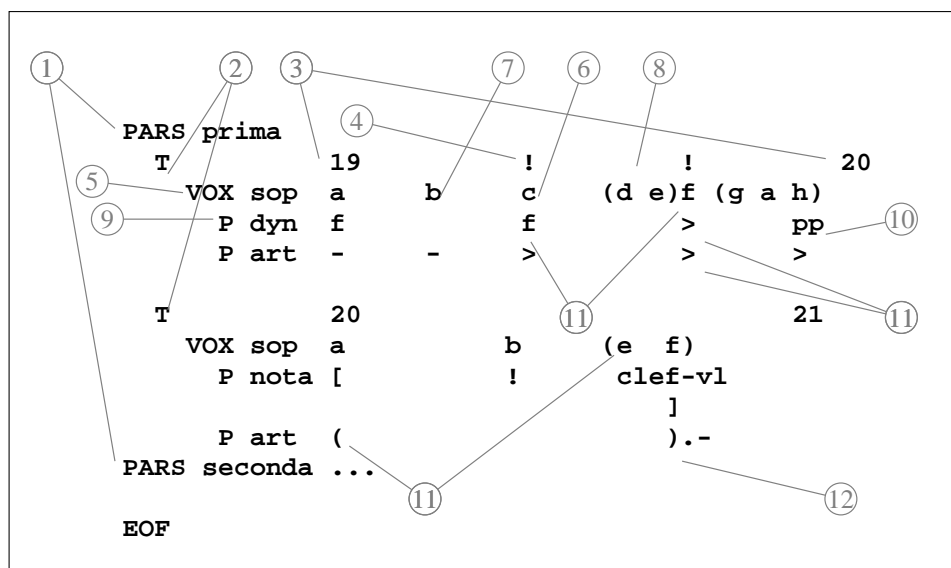 ① ② ③ ⑦ ⑥ ⑧
PARS prima ④
T 19 ! ! 20
⑤ VOX sop a b c (d e)f (g a h)
⑨ P dyn f f > pp ⑩
P art - - > > >
⑪ ⑪
T 20 21
VOX sop a b (e f)
P nota [ ! clef-vl
]
P art ( ).-
PARS seconda ... ⑪ ⑫
EOF